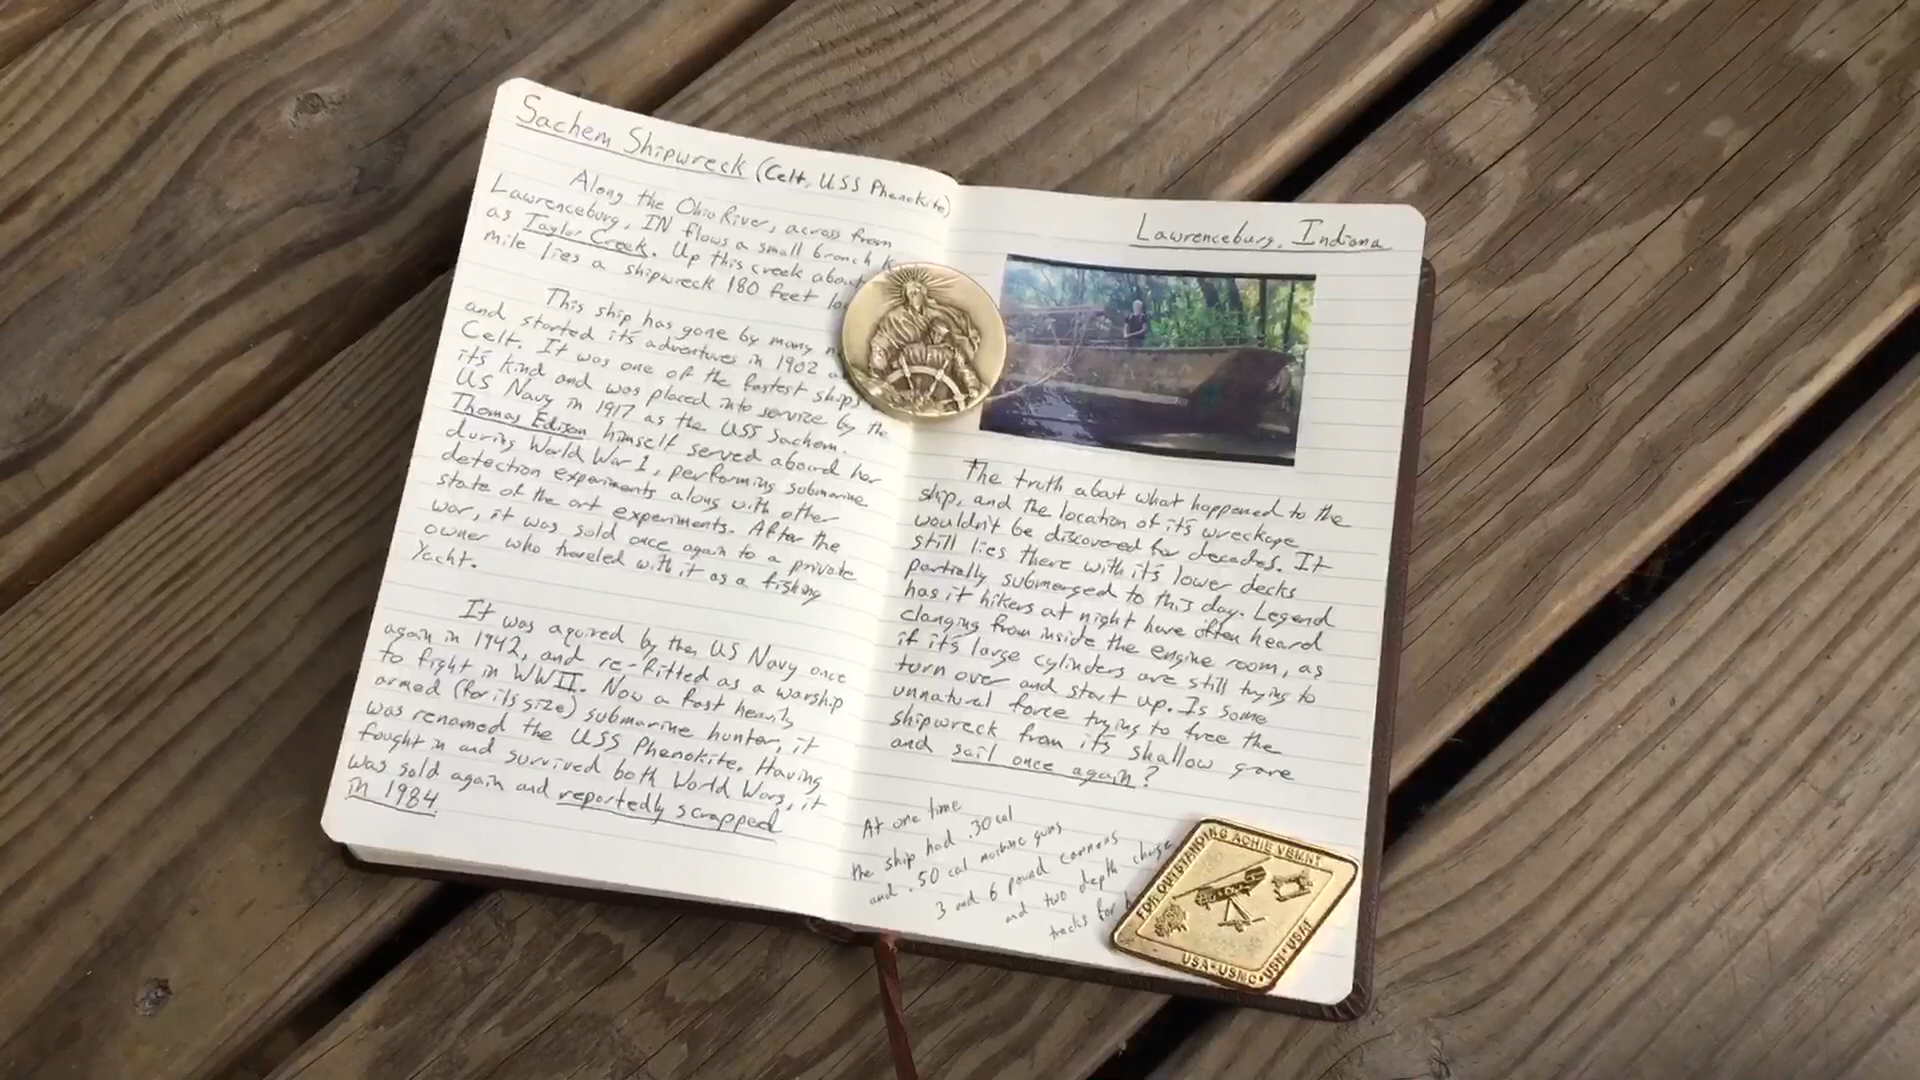 Sachem Shipwreck (Celt, USS Phenokite)
Along the Ohio River, across from
Lawrenceburg, IN flows a small branch
as Taylor Creek. Up this creek about
mile lies a shipwreck 180 feet
This ship has gone by many
and started it's adventures in 1902
Celt. It was one of the fastest ships
it's kind and was placed into service by the
US Navy in 1917 as the USS Sachem.
Thomas Edison himself served aboard her
during World War 1, performing submarine
detection experiments along with other
state of the art experiments. After the
war, it was sold once again to a private
owner who traveled with it as a fishing
Yacht.
It was aquired by the US Navy once
again in 1942, and re-fitted as a warship
to fight in WWII. Now a fast heavily
armed (for its size) submarine hunter, it
was renamed the USS Phenokite. Having
fought in and survived both World Wars, it
was sold again and reportedly scrapped
in 1984.
Lawrenceburg, Indiana
The truth about what happened to the
ship, and the location of it's wreckage
wouldn't be discovered for decades. It
still lies there with it's lower decks
partially submerged to this day. Legend
has it hikers at night have often heard
clanging from inside the engine room, as
if it's large cylinders are still trying to
turn over and start up. Is some
unnatural force trying to free the
shipwreck from it's shallow grave
and sail once again?
At one time
the ship had .30 cal
and .50 cal machine guns
3 and 6 pound cannons
and two depth charge
tracks for
FOR OUTSTANDING ACHIEVEMNT
USA • USMC • USN • USAF